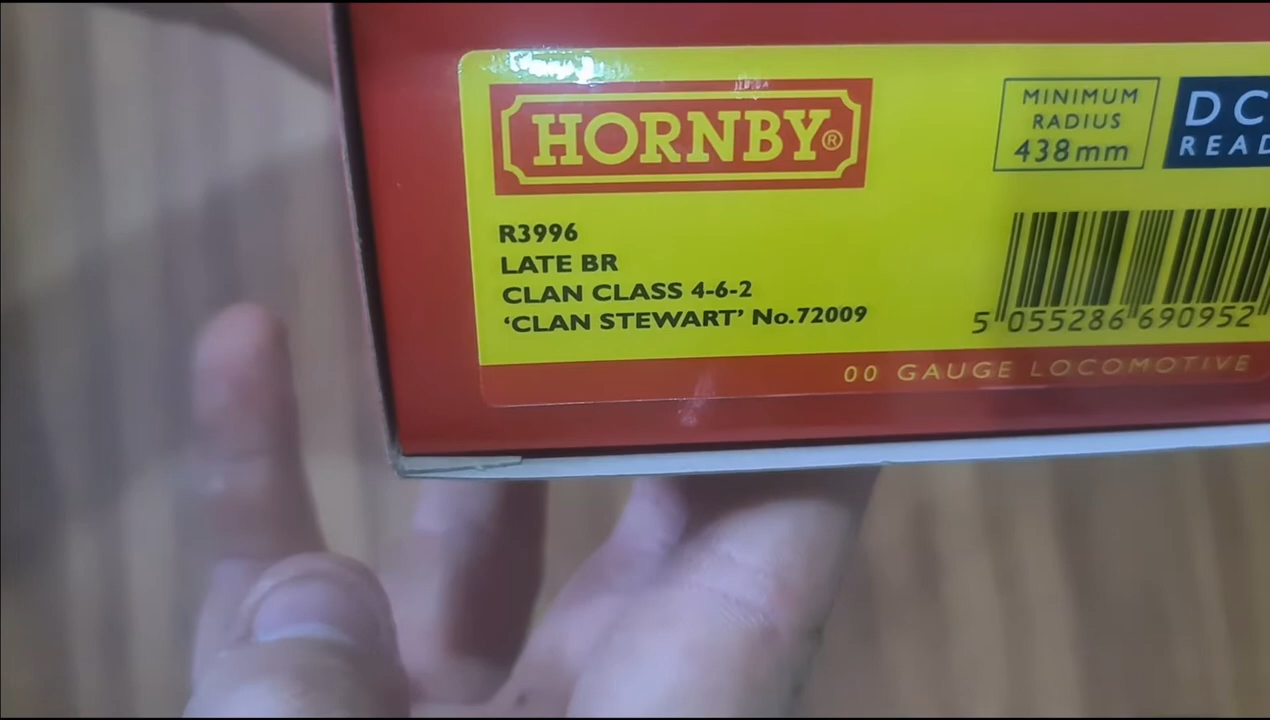 HORNBY®
MINIMUM
RADIUS
438mm
DC
READ
R3996
LATE BR
CLAN CLASS 4-6-2
‘CLAN STEWART’ No.72009
5 055286 690952
00 GAUGE LOCOMOTIVE